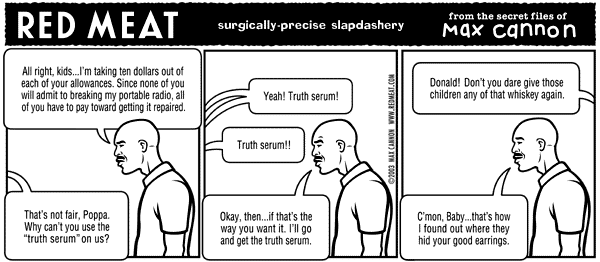 RED MEAT
surgically-precise slapdashery
from the secret files of
Max cannon
All right, kids...I'm taking ten dollars out of
each of your allowances. Since none of you
will admit to breaking my portable radio, all
of you have to pay toward getting it repaired.
That's not fair, Poppa.
Why can't you use the
"truth serum" on us?
Yeah! Truth serum!
Truth serum!!
Okay, then...if that's the
way you want it. I'll go
and get the truth serum.
©2003 MAX CANNON WWW.REDMEAT.COM
Donald! Don't you dare give those
children any of that whiskey again.
C'mon, Baby...that's how
I found out where they
hid your good earrings.